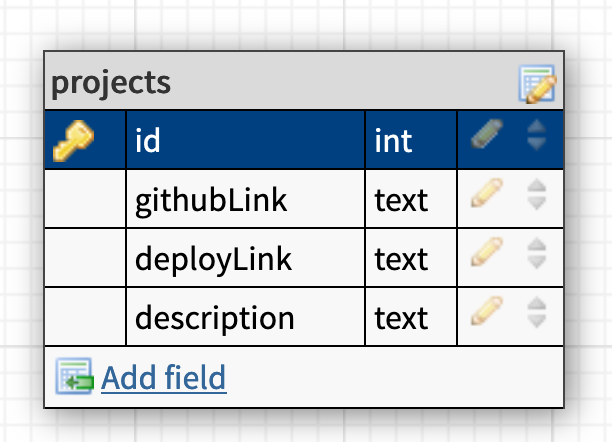 projects
id int
githubLink text
deployLink text
description text
Add field